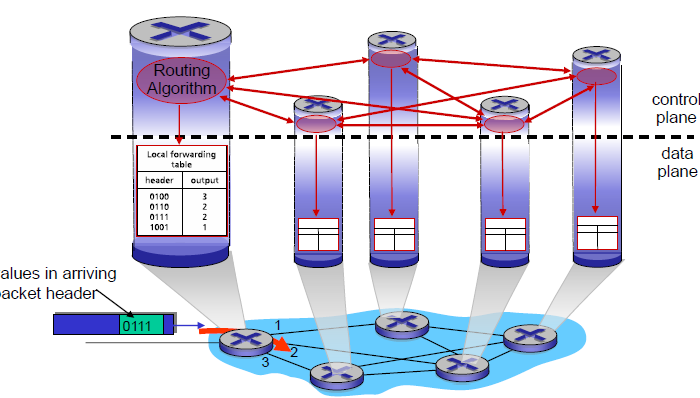 Routing
Algorithm
control
plane
data
plane
Local forwarding
table
header output
0100 3
0110 2
0111 2
1001 1
alues in arriving
acket header
0111
1
2
3